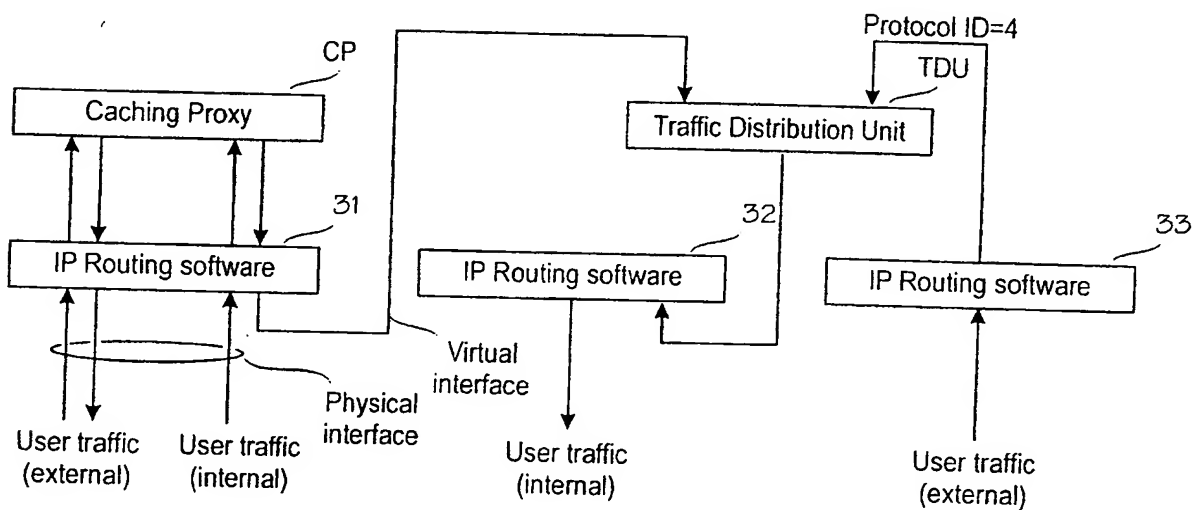 Protocol ID=4
CP
TDU
Caching Proxy
Traffic Distribution Unit
31
32
33
IP Routing software
IP Routing software
IP Routing software
Virtual
interface
Physical
interface
User traffic
(external)
User traffic
(internal)
User traffic
(internal)
User traffic
(external)